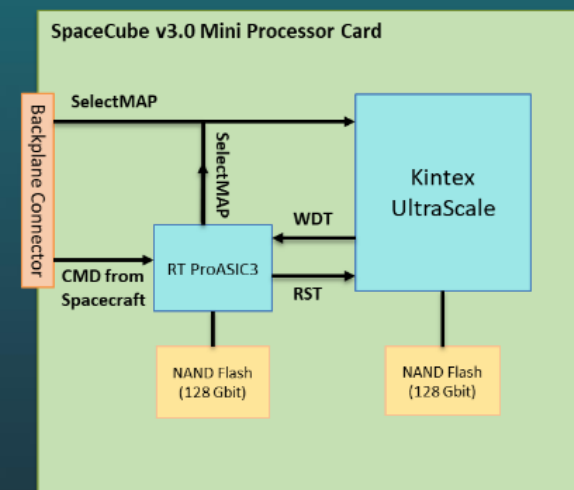 SpaceCube v3.0 Mini Processor Card
SelectMAP
Backplane Connector
SelectMAP
Kintex
UltraScale
WDT
RT ProASIC3
CMD from
Spacecraft
RST
NAND Flash
(128 Gbit)
NAND Flash
(128 Gbit)